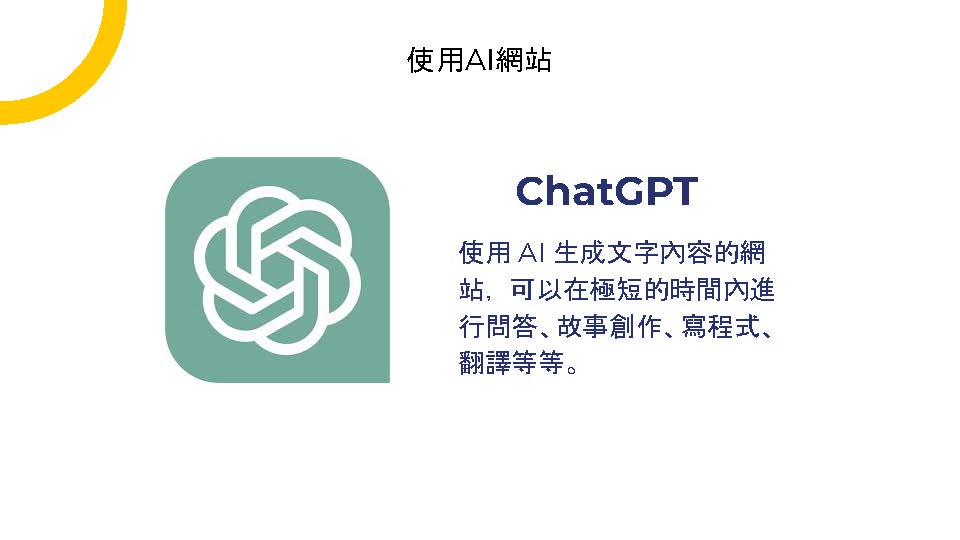 使用AI網站
ChatGPT
使用 AI 生成文字內容的網
站，可以在極短的時間內進
行問答、故事創作、寫程式、
翻譯等等。